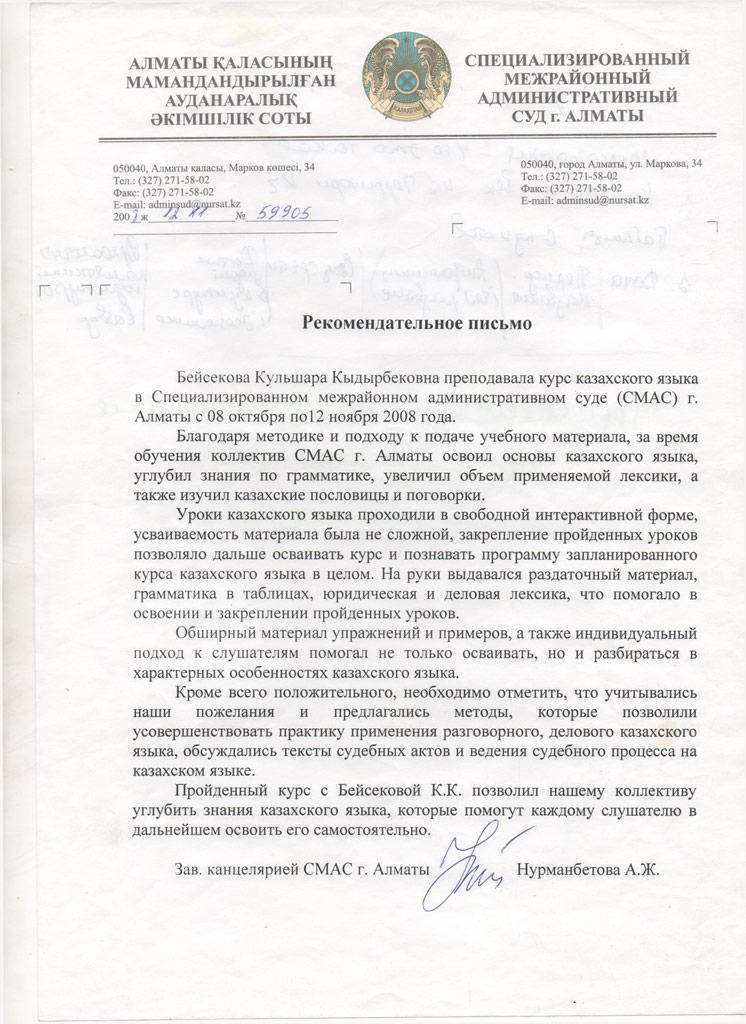 АЛМАТЫ ҚАЛАСЫНЫҢ
МАМАНДАНДЫРЫЛҒАН
АУДАНАРАЛЫҚ
ӘКІМШІЛІК СОТЫ
СПЕЦИАЛИЗИРОВАННЫЙ
МЕЖРАЙОННЫЙ
АДМИНИСТРАТИВНЫЙ
СУД г. АЛМАТЫ
050040, Алматы қаласы, Марков көшесі, 34
Тел.: (327) 271-58-02
Факс: (327) 271-58-02
E-mail: adminsud@nursat.kz
200 ж 12 11 № 59905
050040, город Алматы, ул. Маркова, 34
Тел.: (327) 271-58-02
Факс: (327) 271-58-02
E-mail: adminsud@nursat.kz
Рекомендательное письмо
Бейсекова Кульшара Кыдырбековна преподавала курс казахского языка
в Специализированном межрайонном административном суде (СМАС) г.
Алматы с 08 октября по12 ноября 2008 года.
Благодаря методике и подходу к подаче учебного материала, за время
обучения коллектив СМАС г. Алматы освоил основы казахского языка,
углубил знания по грамматике, увеличил объем применяемой лексики, а
также изучил казахские пословицы и поговорки.
Уроки казахского языка проходили в свободной интерактивной форме,
усваиваемость материала была не сложной, закрепление пройденных уроков
позволяло дальше осваивать курс и познавать программу запланированного
курса казахского языка в целом. На руки выдавался раздаточный материал,
грамматика в таблицах, юридическая и деловая лексика, что помогало в
освоении и закреплении пройденных уроков.
Обширный материал упражнений и примеров, а также индивидуальный
подход к слушателям помогал не только осваивать, но и разбираться в
характерных особенностях казахского языка.
Кроме всего положительного, необходимо отметить, что учитывались
наши пожелания и предлагались методы, которые позволили
усовершенствовать практику применения разговорного, делового казахского
языка, обсуждались тексты судебных актов и ведения судебного процесса на
казахском языке.
Пройденный курс с Бейсековой К.К. позволил нашему коллективу
углубить знания казахского языка, которые помогут каждому слушателю в
дальнейшем освоить его самостоятельно.
Зав. канцелярией СМАС г. Алматы Нурманбетова А.Ж.